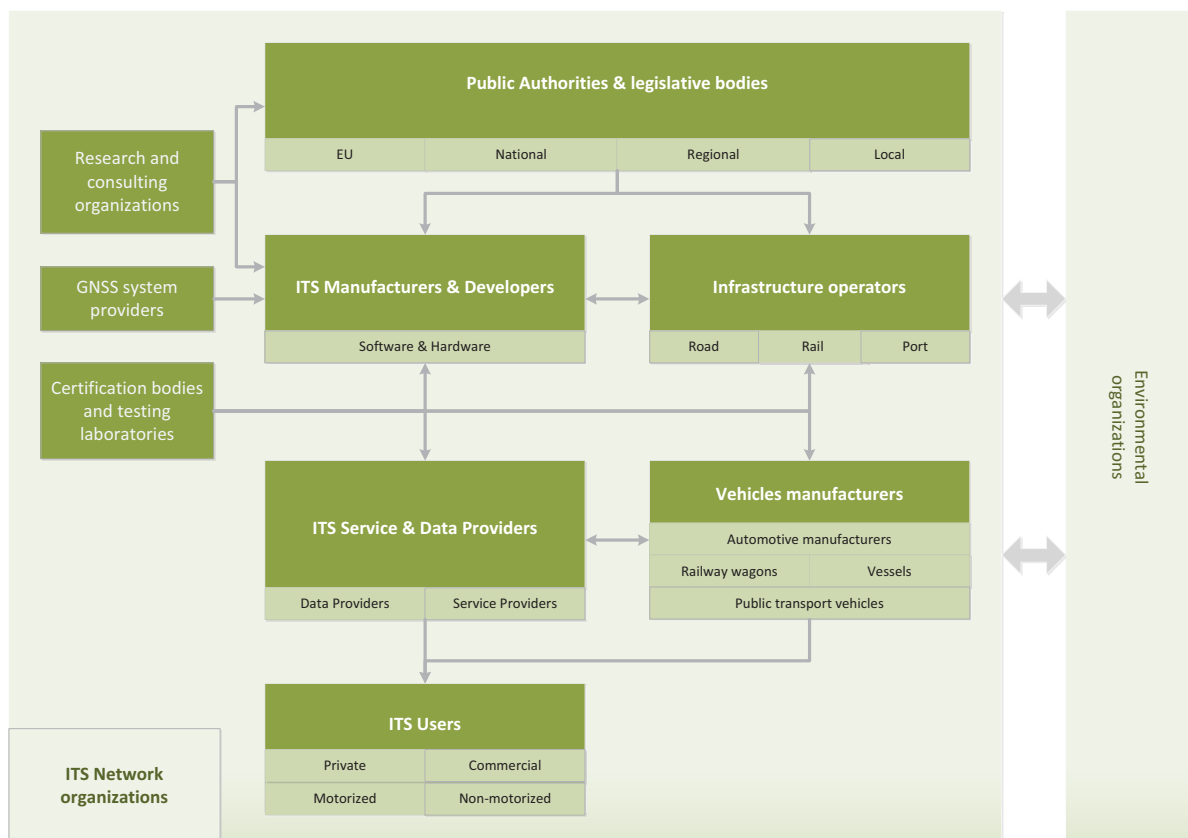 Public Authorities & legislative bodies
EU
National
Regional
Local
Research and
consulting
organizations
ITS Manufacturers & Developers
Software & Hardware
Infrastructure operators
Road
Rail
Port
GNSS system
providers
Certification bodies
and testing
laboratories
ITS Service & Data Providers
Data Providers
Service Providers
Vehicles manufacturers
Automotive manufacturers
Railway wagons
Vessels
Public transport vehicles
ITS Users
Private
Commercial
Motorized
Non-motorized
ITS Network
organizations
Environmental
organizations